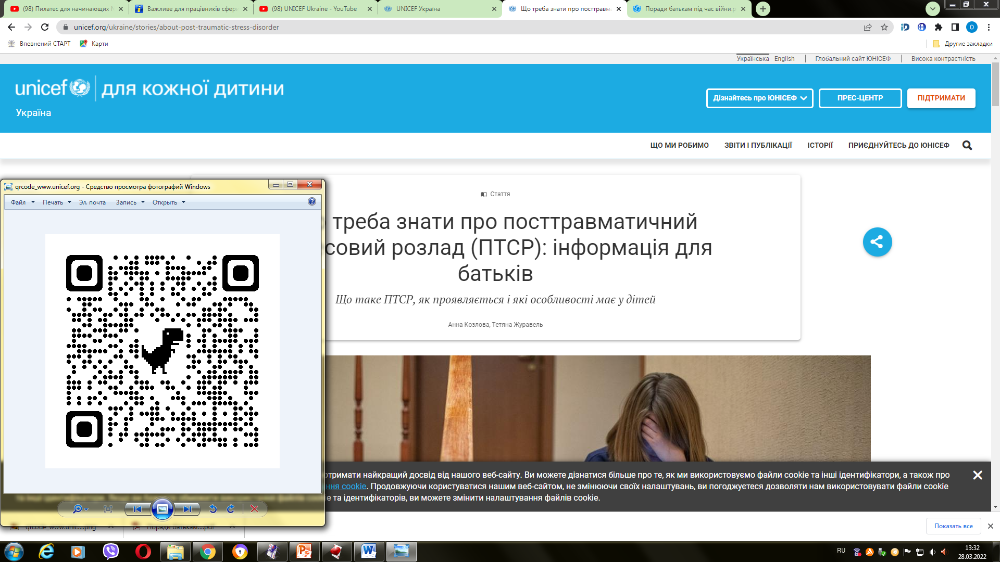 (98) Пилатес для начинающих
Важливе для працівників сфери
(98) UNICEF Ukraine - YouTube
UNICEF Україна
Що треба знати про посттравма
Поради батькам під час війни.p
unicef.org/ukraine/stories/about-post-traumatic-stress-disorder
O
Впевнений СТАРТ
Карти
Другие закладки
Українська English Глобальний сайт ЮНІСЕФ Висока контрастність
unicef для кожної дитини
Україна
Дізнайтесь про ЮНІСЕФ
ПРЕС-ЦЕНТР
ПІДТРИМАТИ
ЩО МИ РОБИМО ЗВІТИ І ПУБЛІКАЦІЇ ІСТОРІЇ ПРИЄДНУЙТЕСЬ ДО ЮНІСЕФ
qrcode_www.unicef.org - Средство просмотра фотографий Windows
Файл Печать Эл. почта Запись Открыть
Стаття
треба знати про посттравматичний
совий розлад (ПТСР): інформація для
батьків
Що таке ПТСР, як проявляється і які особливості має у дітей
Анна Козлова, Тетяна Журавель
отримати найкращий досвід від нашого веб-сайту. Ви можете дізнатися більше про те, як ми використовуємо файли cookie та інші ідентифікатори, а також про
ння cookie. Продовжуючи користуватися нашим веб-сайтом, не змінюючи своїх налаштувань, ви погоджуєтеся дозволяти нам використовувати файли cookie
та ідентифікаторів, ви можете змінити налаштування файлів cookie.
qrcode_www.unic....png
Поради батькам....pdf
Показать все
RU
13:32
28.03.2022